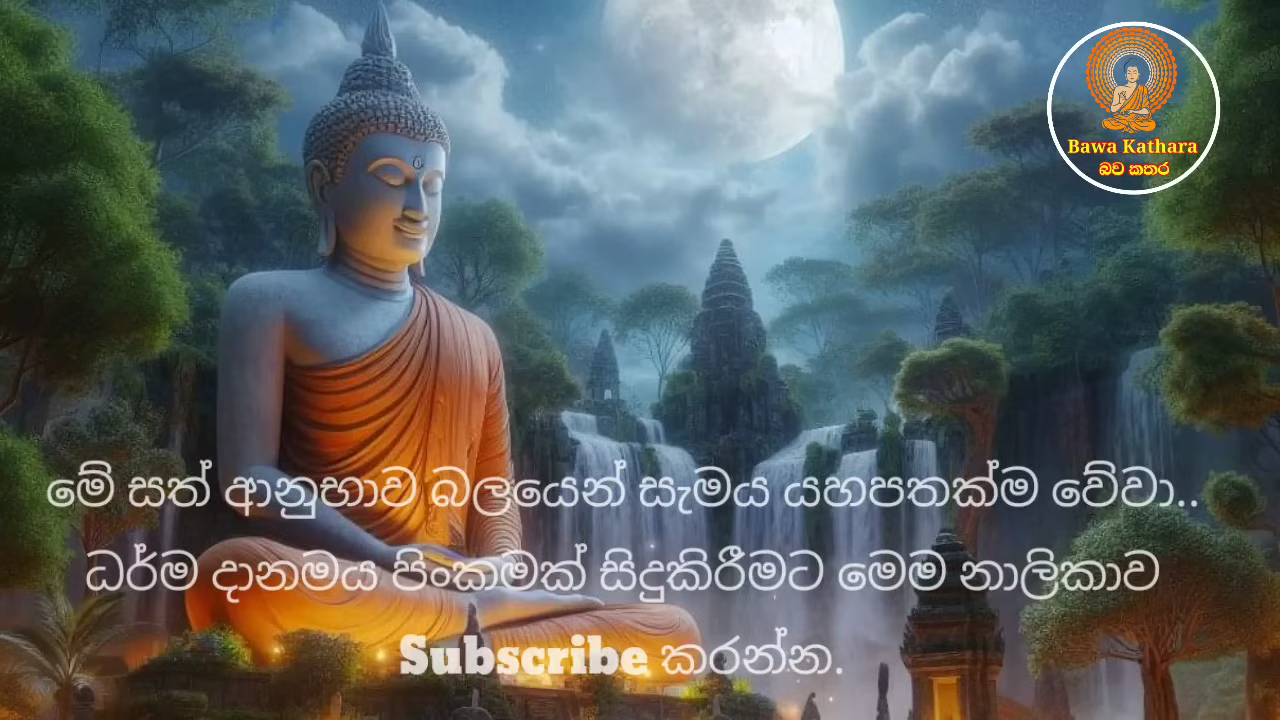 Bawa Kathara
බව කතර
මේ සත් ආනුභාව බලයෙන් සැමය යහපතක්ම වේවා..
ධර්ම දානමය පිංකමක් සිදුකිරීමට මෙම නාලිකාව
Subscribe කරන්න.